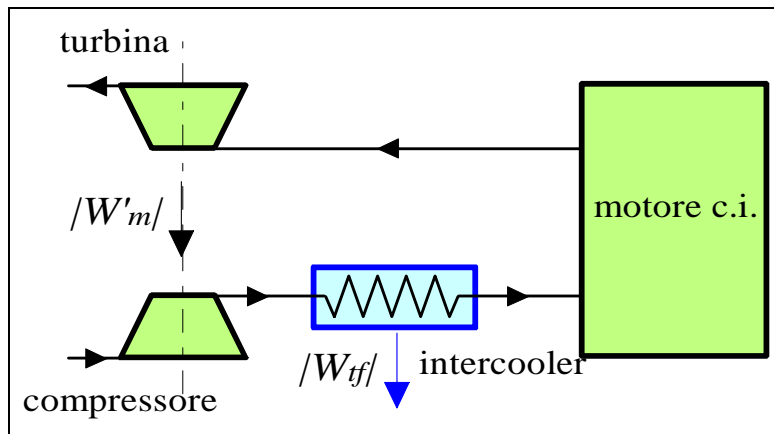 turbina
|W'm|
motore c.i.
|Wtf|
intercooler
compressore